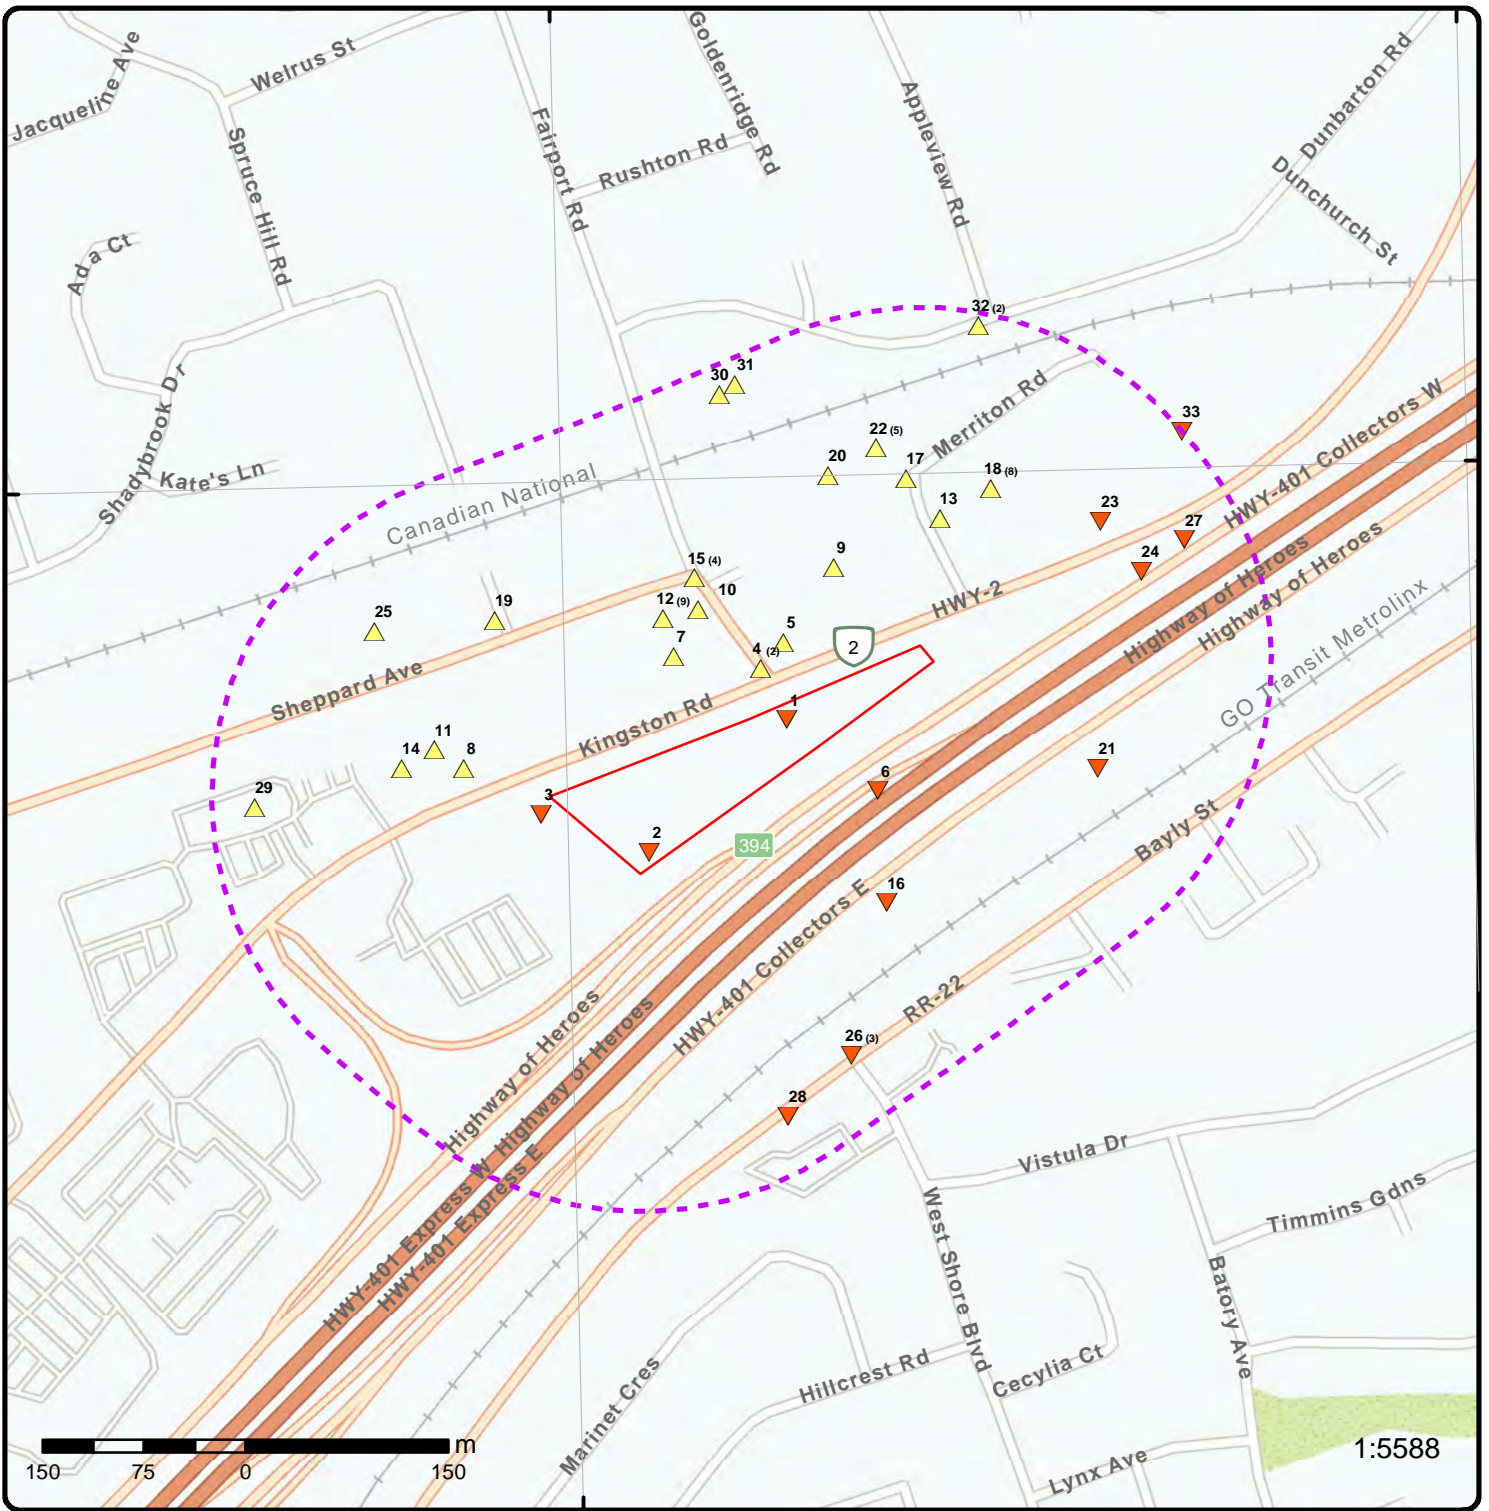 Welrus St
Jacqueline Ave
Spruce Hill Rd
Fairport Rd
Goldenridge Rd
Rushton Rd
Appleview Rd
Dunbarton Rd
Dunchurch St
Ada Ct
Shadybrook Dr
Kate's Ln
Canadian National
32 (2)
31
30
Merriton Rd
33
22 (5)
20
17
18 (8)
13
23
27
24
HWY-401 Collectors W
9
15 (4)
10
12 (9)
7
5
4 (2)
25
19
HWY-2
2
Highway of Heroes
Highway of Heroes
GO Transit Metrolinx
Sheppard Ave
Kingston Rd
1
11
14
8
29
3
2
6
21
394
Bayly St
16
HWY-401 Collectors E
RR-22
26 (3)
28
Highway of Heroes
Highway of Heroes
HWY-401 Express W
HWY-401 Express E
Vistula Dr
West Shore Blvd
Timmins Gdns
Batory Ave
Marinet Cres
Hillcrest Rd
Cecylia Ct
Lynx Ave
m
150 75 0 150
1:5588